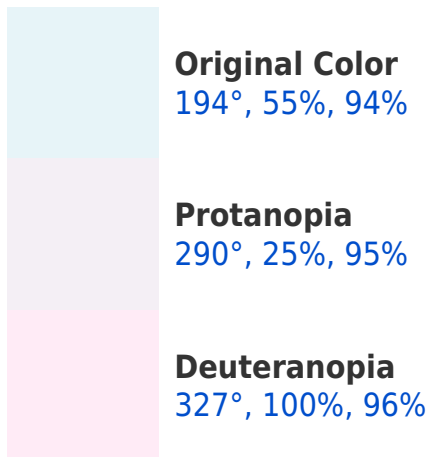 Original Color
194°, 55%, 94%
Protanopia
290°, 25%, 95%
Deuteranopia
327°, 100%, 96%